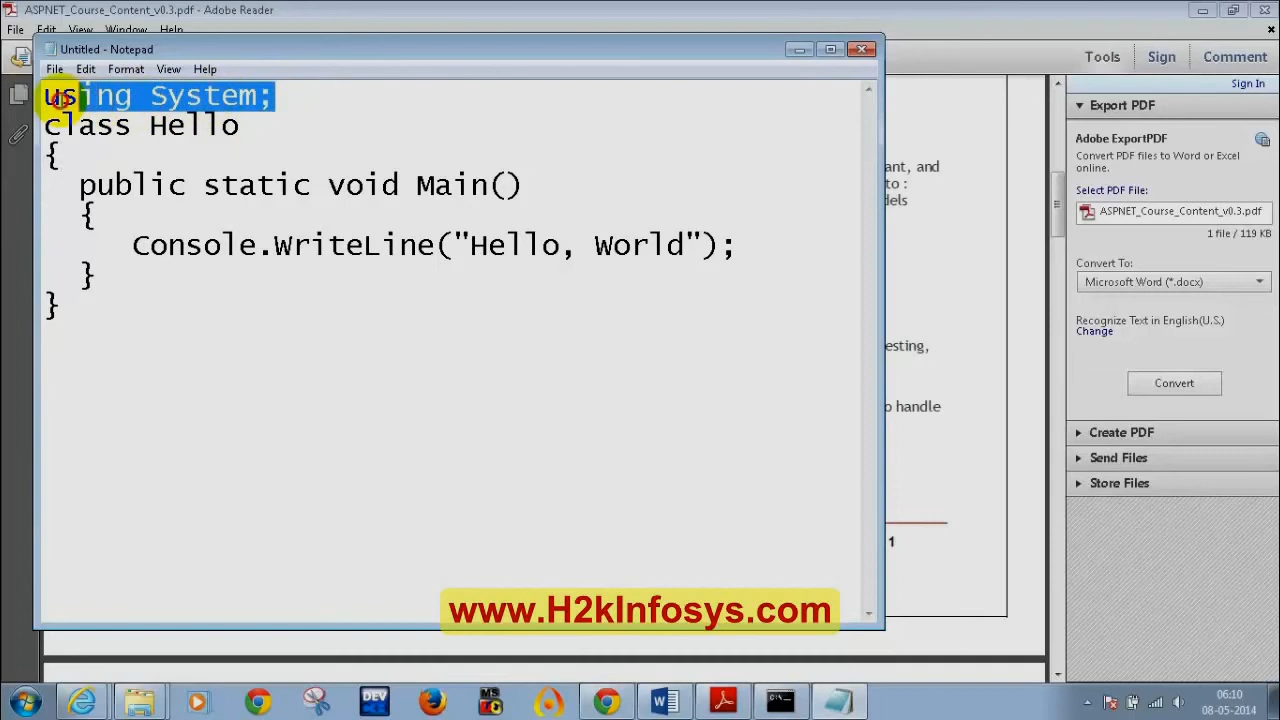 ASPNET_Course_Content_v0.3.pdf - Adobe Reader
File Edit View Window Help
Untitled - Notepad
File Edit Format View Help
using System;
class Hello
{
public static void Main()
{
Console.WriteLine("Hello, World");
}
}
ant, and
to :
dels
esting,
o handle
1
Tools Sign Comment
Sign In
Export PDF
Adobe ExportPDF
Convert PDF files to Word or Excel
online.
Select PDF File:
ASPNET_Course_Content_v0.3.pdf
1 file / 119 KB
Convert To:
Microsoft Word (*.docx)
Recognize Text in English(U.S.)
Change
Convert
Create PDF
Send Files
Store Files
www.H2kInfosys.com
DEV
MS
06:10
08-05-2014